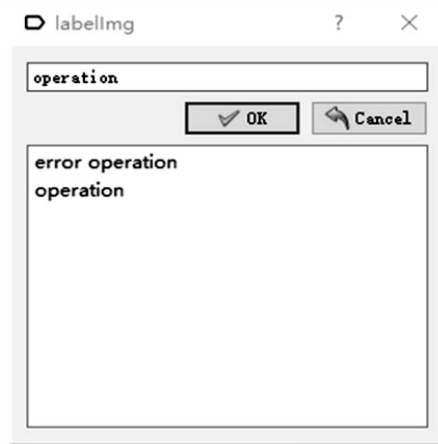 labelImg ?
operation
OK Cancel
error operation
operation